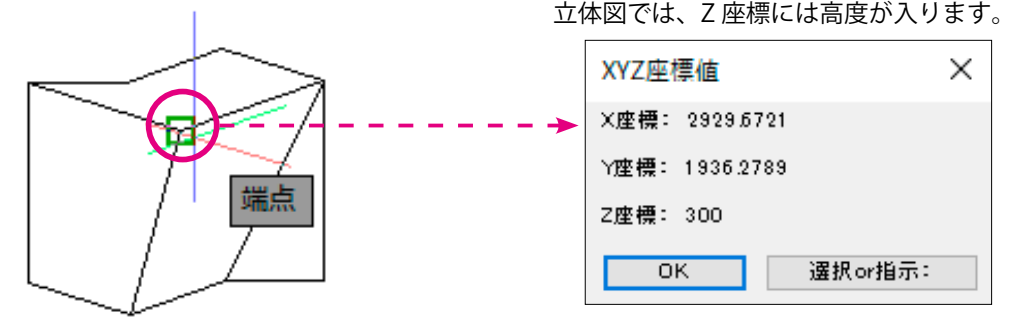 立体図では、Z 座標には高度が入ります。
XYZ座標値
X座標： 2929.6721
Y座標： 1936.2789
Z座標： 300
OK
選択or指示：
端点